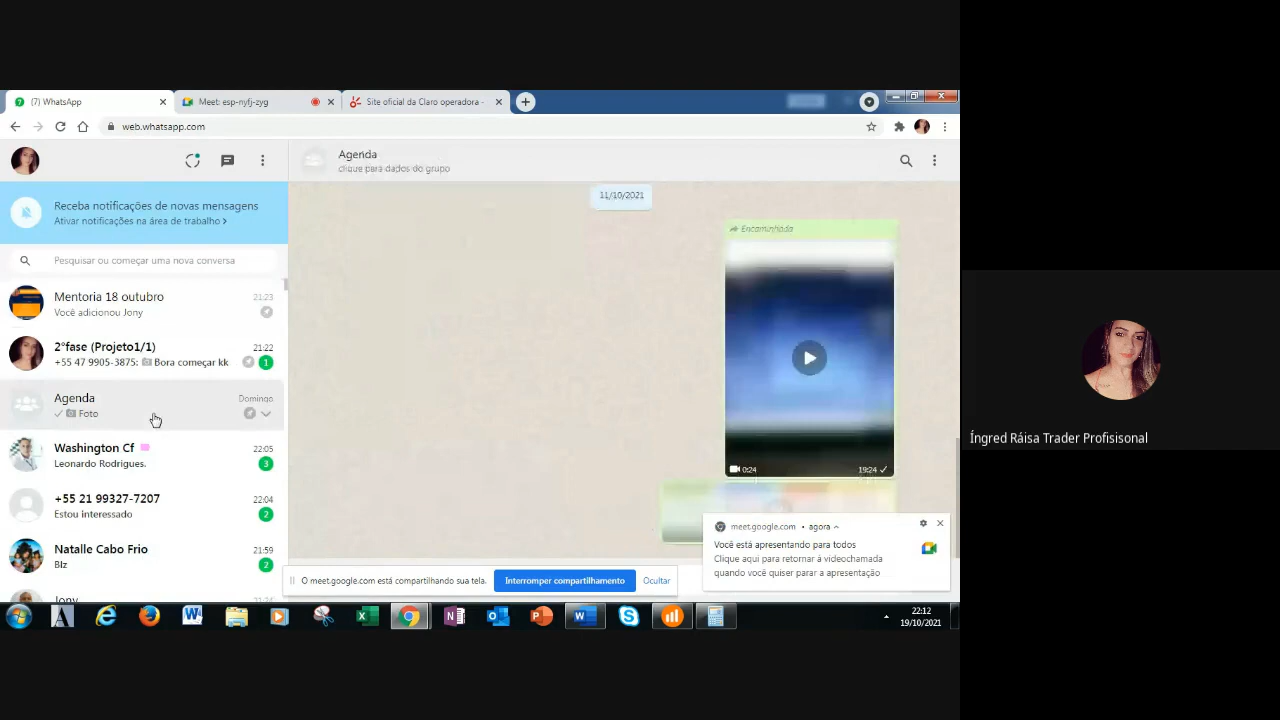 (7) WhatsApp
Meet: esp-nyfj-zyg
Site oficial da Claro operadora -
web.whatsapp.com
Receba notificações de novas mensagens
Ativar notificações na área de trabalho >
Pesquisar ou começar uma nova conversa
Mentoria 18 outubro
21:23
Você adicionou Jony
2°fase (Projeto1/1)
21:22
+55 47 9905-3875: Bora começar kk
1
Agenda
Domingo
Foto
Washington Cf
22:05
Leonardo Rodrigues.
3
+55 21 99327-7207
22:04
Estou interessado
2
Natalle Cabo Frio
21:59
Blz
2
Jony
Agenda
clique para dados do grupo
11/10/2021
Encaminhada
0:24
19:24
meet.google.com • agora
Você está apresentando para todos
Clique aqui para retornar à videochamada
quando você quiser parar a apresentação
O meet.google.com está compartilhando sua tela.
Interromper compartilhamento
Ocultar
22:12
19/10/2021
Íngred Ráisa Trader Profisisonal